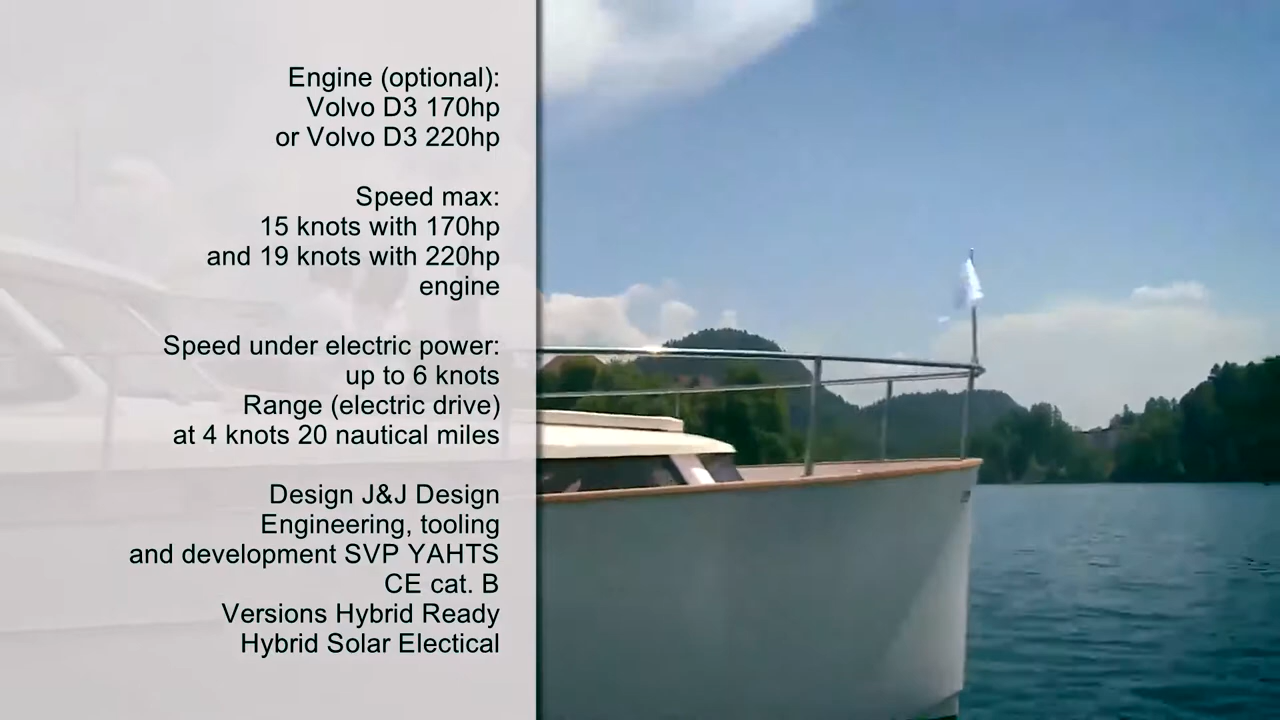 Engine (optional):
Volvo D3 170hp
or Volvo D3 220hp
Speed max:
15 knots with 170hp
and 19 knots with 220hp
engine
Speed under electric power:
up to 6 knots
Range (electric drive)
at 4 knots 20 nautical miles
Design J&J Design
Engineering, tooling
and development SVP YAHTS
CE cat. B
Versions Hybrid Ready
Hybrid Solar Electical